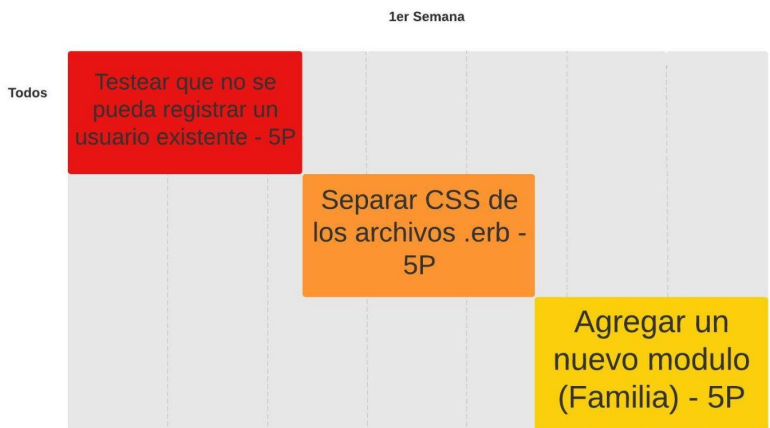 1er Semana
Todos
Testear que no se
pueda registrar un
usuario existente - 5P
Separar CSS de
los archivos .erb -
5P
Agregar un
nuevo modulo
(Familia) - 5P